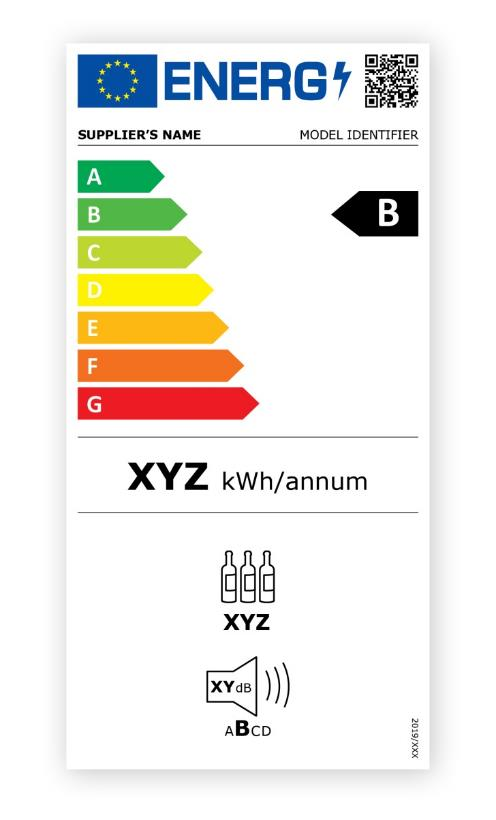 ENERG
SUPPLIER'S NAME MODEL IDENTIFIER
A
B
B
C
D
E
F
G
XYZ kWh/annum
XYZ
XYdB
ABCD
2019/XXX